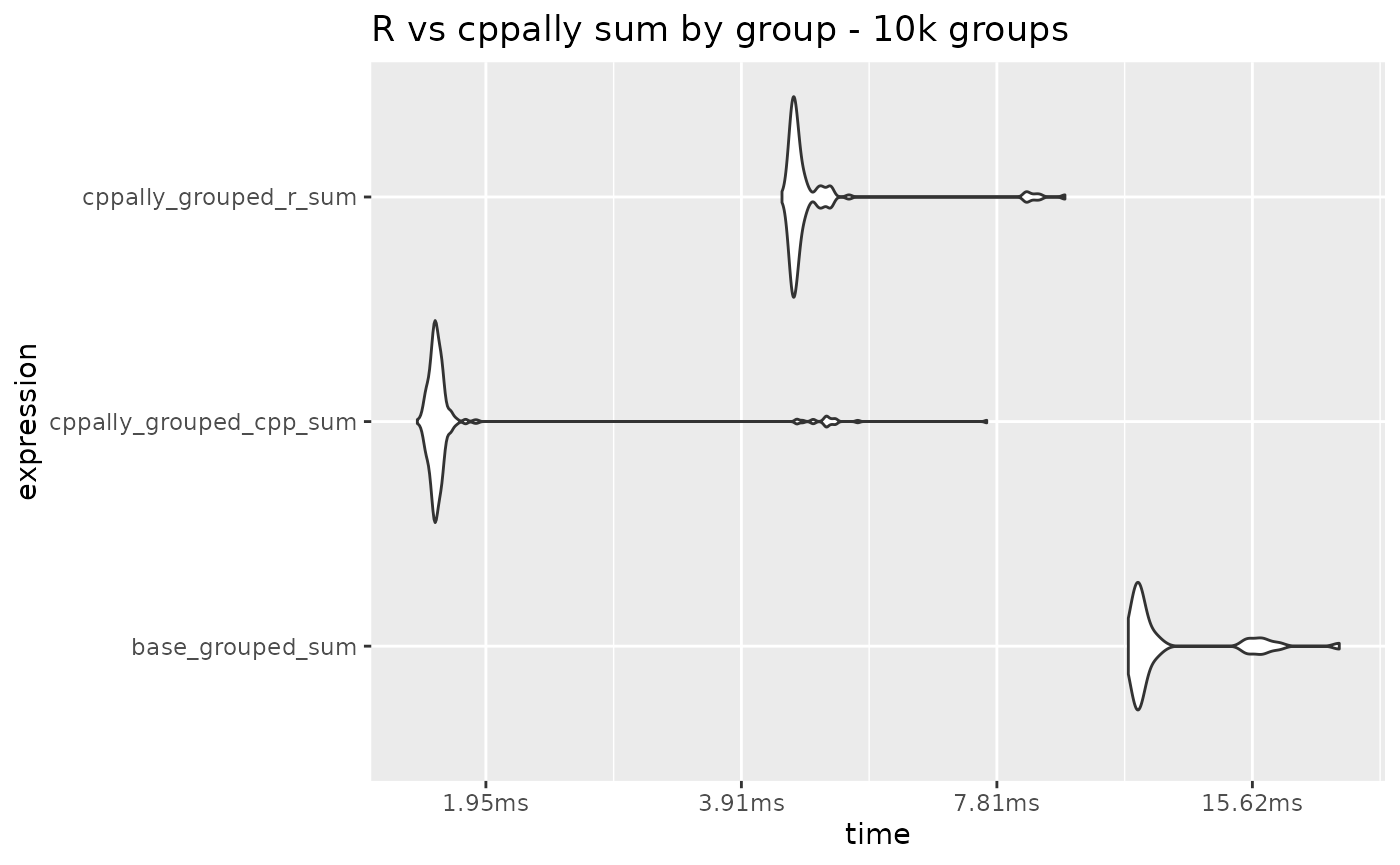 R vs cppally sum by group - 10k groups
expression
cppally_grouped_r_sum
cppally_grouped_cpp_sum
base_grouped_sum
1.95ms 3.91ms 7.81ms 15.62ms
time